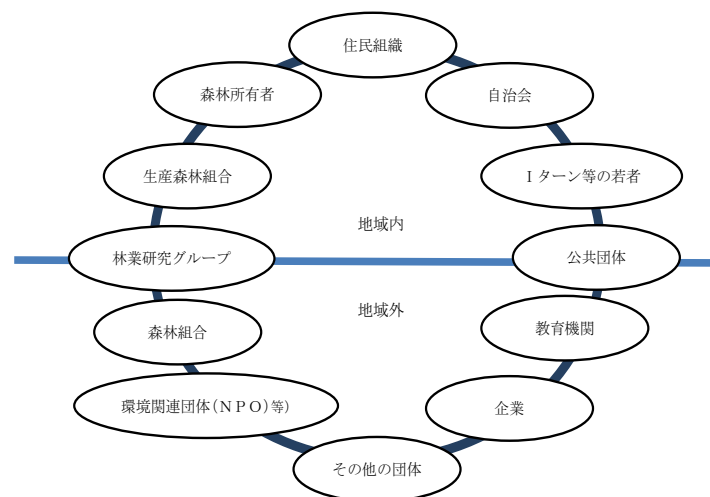 住民組織
森林所有者
自治会
生産森林組合
Ｉターン等の若者
地域内
林業研究グループ
公共団体
地域外
森林組合
教育機関
環境関連団体（ＮＰＯ）等）
企業
その他の団体